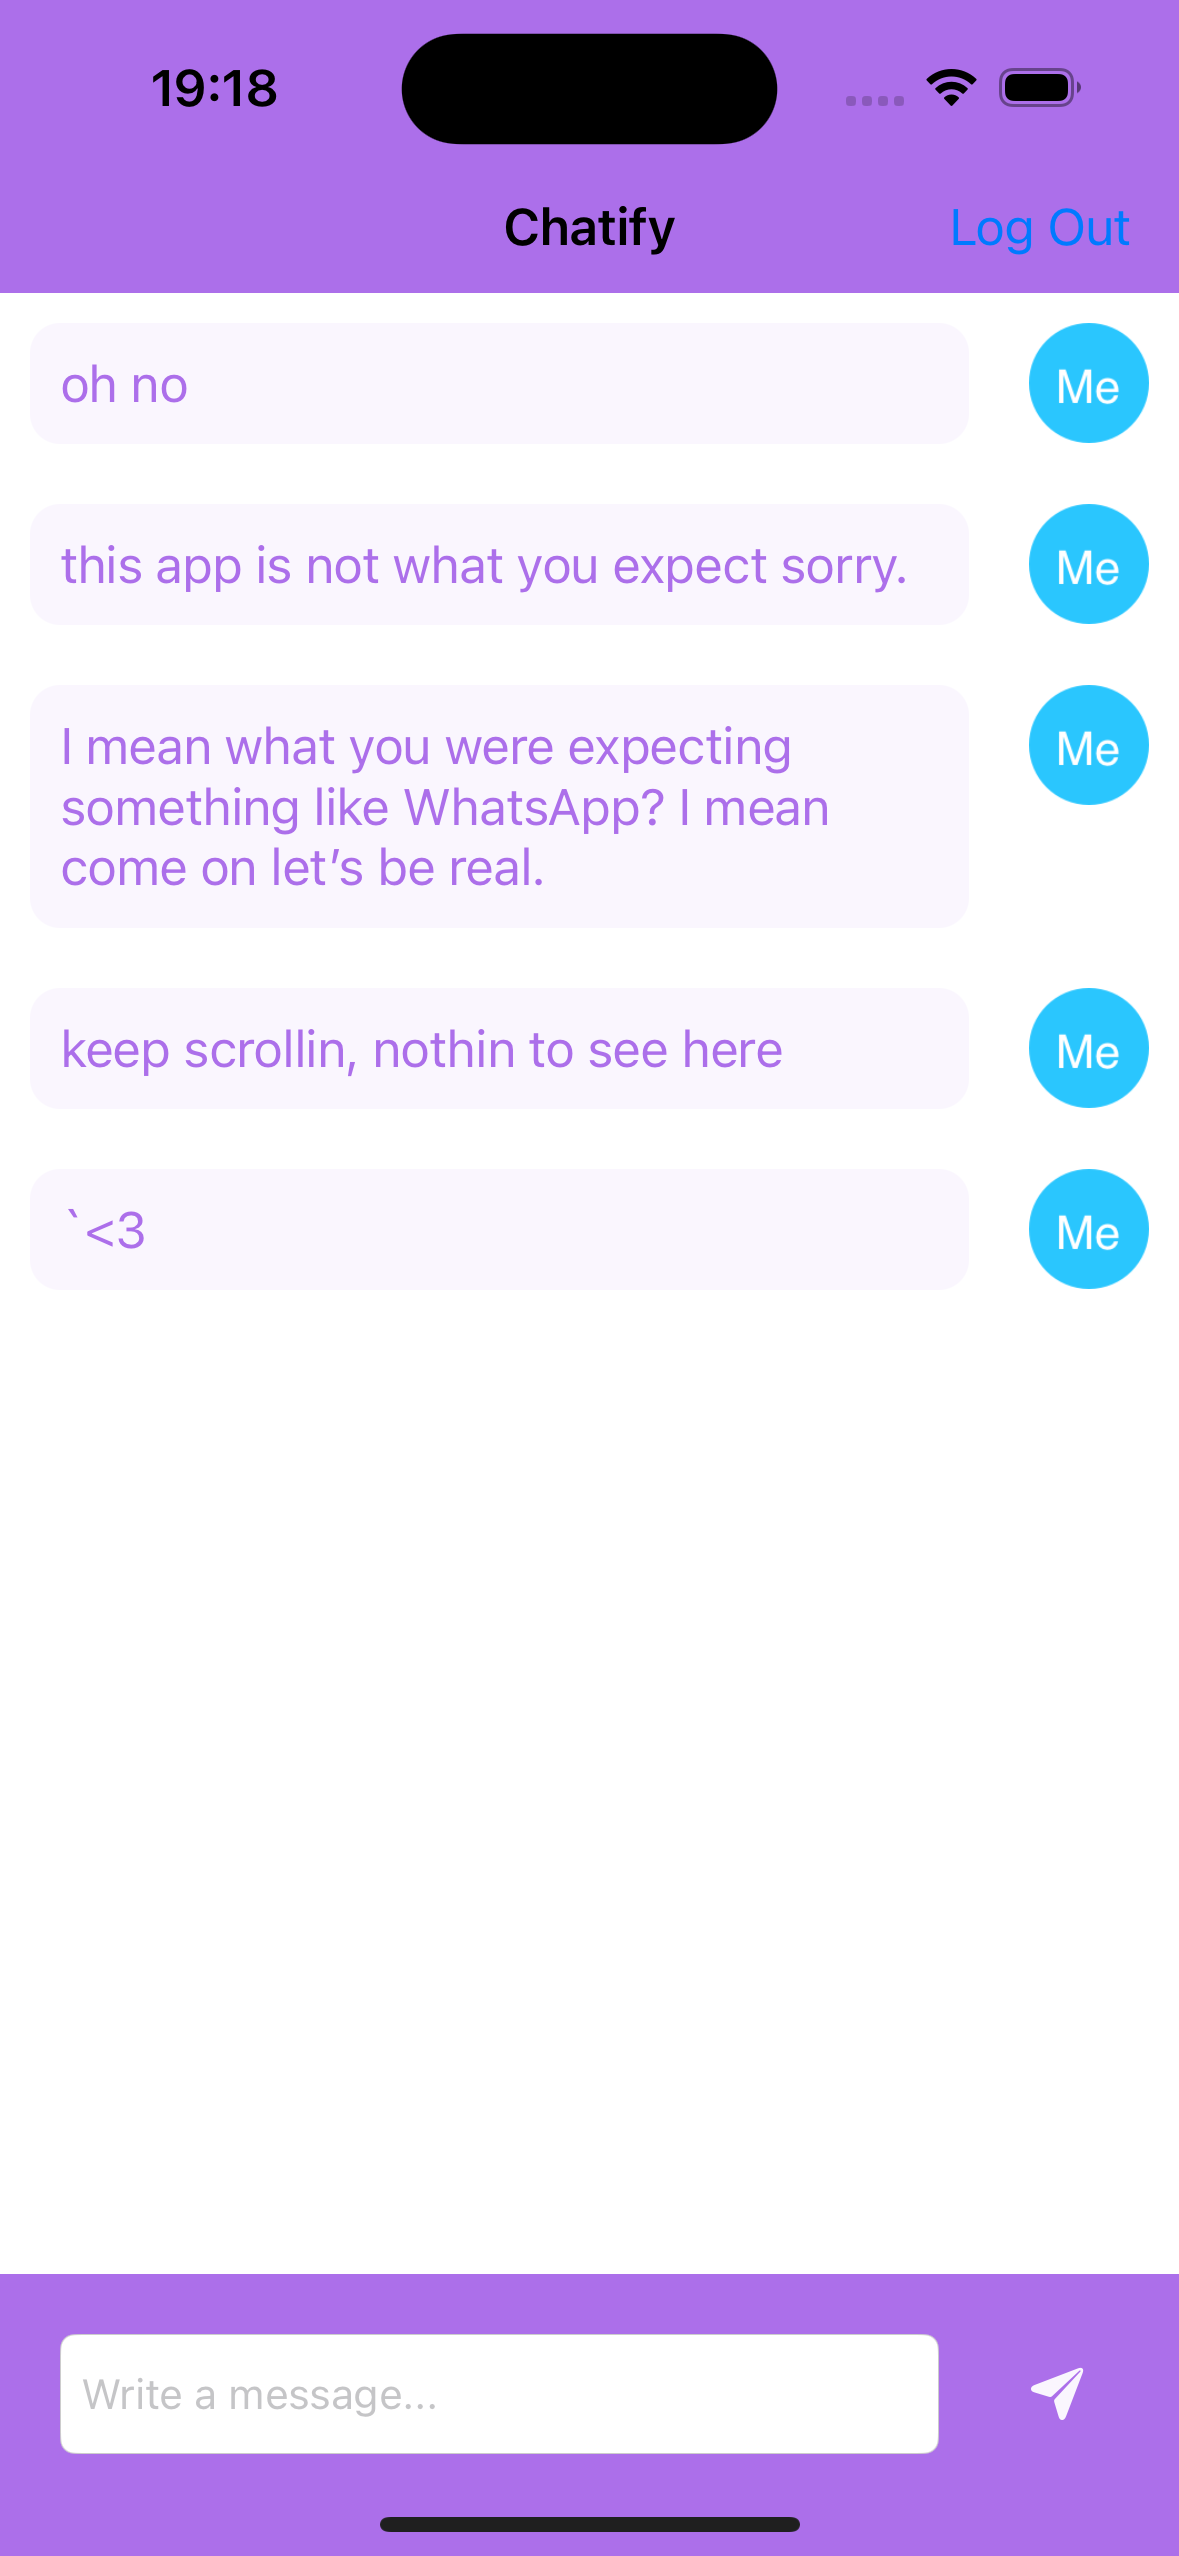 19:18
Chatify
Log Out
oh no
Me
this app is not what you expect sorry.
Me
I mean what you were expecting
something like WhatsApp? I mean
come on let’s be real.
Me
keep scrollin, nothin to see here
Me
`<3
Me
Write a message...